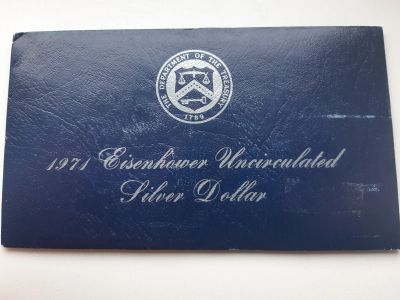 THE DEPARTMENT OF THE TREASURY
1789
1971 Eisenhower Uncirculated
Silver Dollar